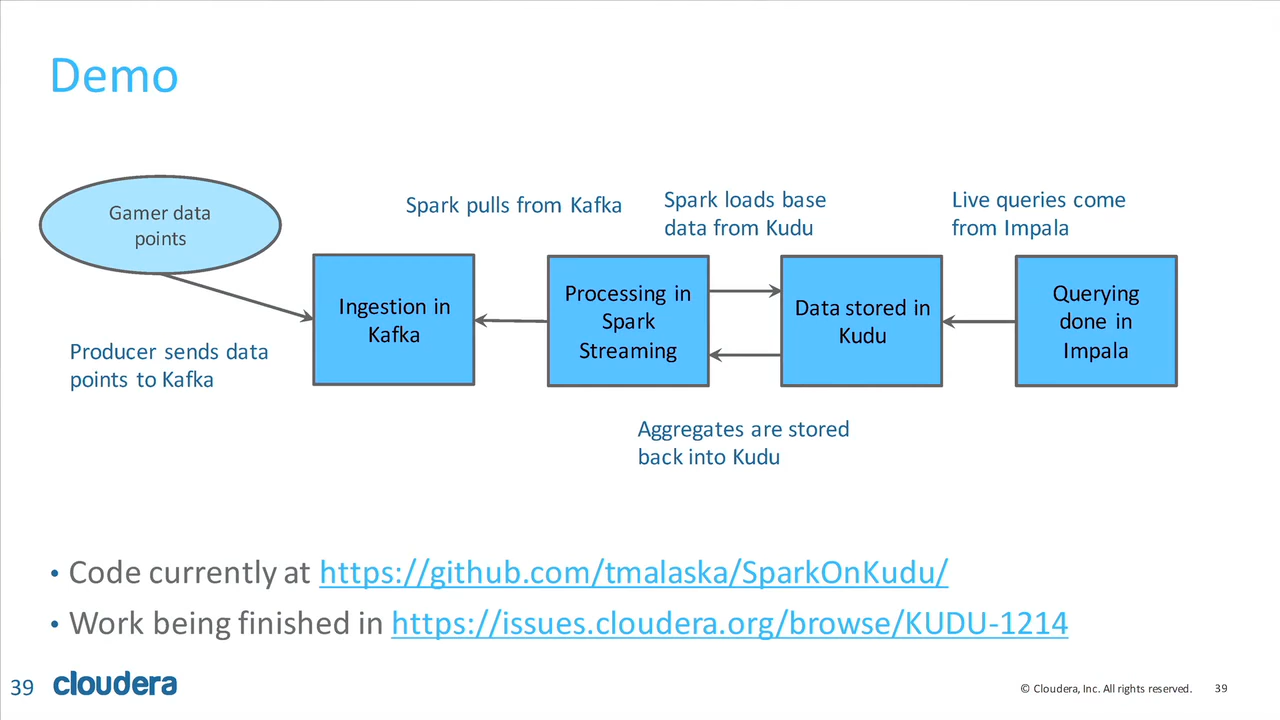 Demo
Gamer data
points
Spark pulls from Kafka
Spark loads base
data from Kudu
Live queries come
from Impala
Ingestion in
Kafka
Processing in
Spark
Streaming
Data stored in
Kudu
Querying
done in
Impala
Producer sends data
points to Kafka
Aggregates are stored
back into Kudu
• Code currently at https://github.com/tmalaska/SparkOnKudu/
• Work being finished in https://issues.cloudera.org/browse/KUDU-1214
39 cloudera
© Cloudera, Inc. All rights reserved. 39